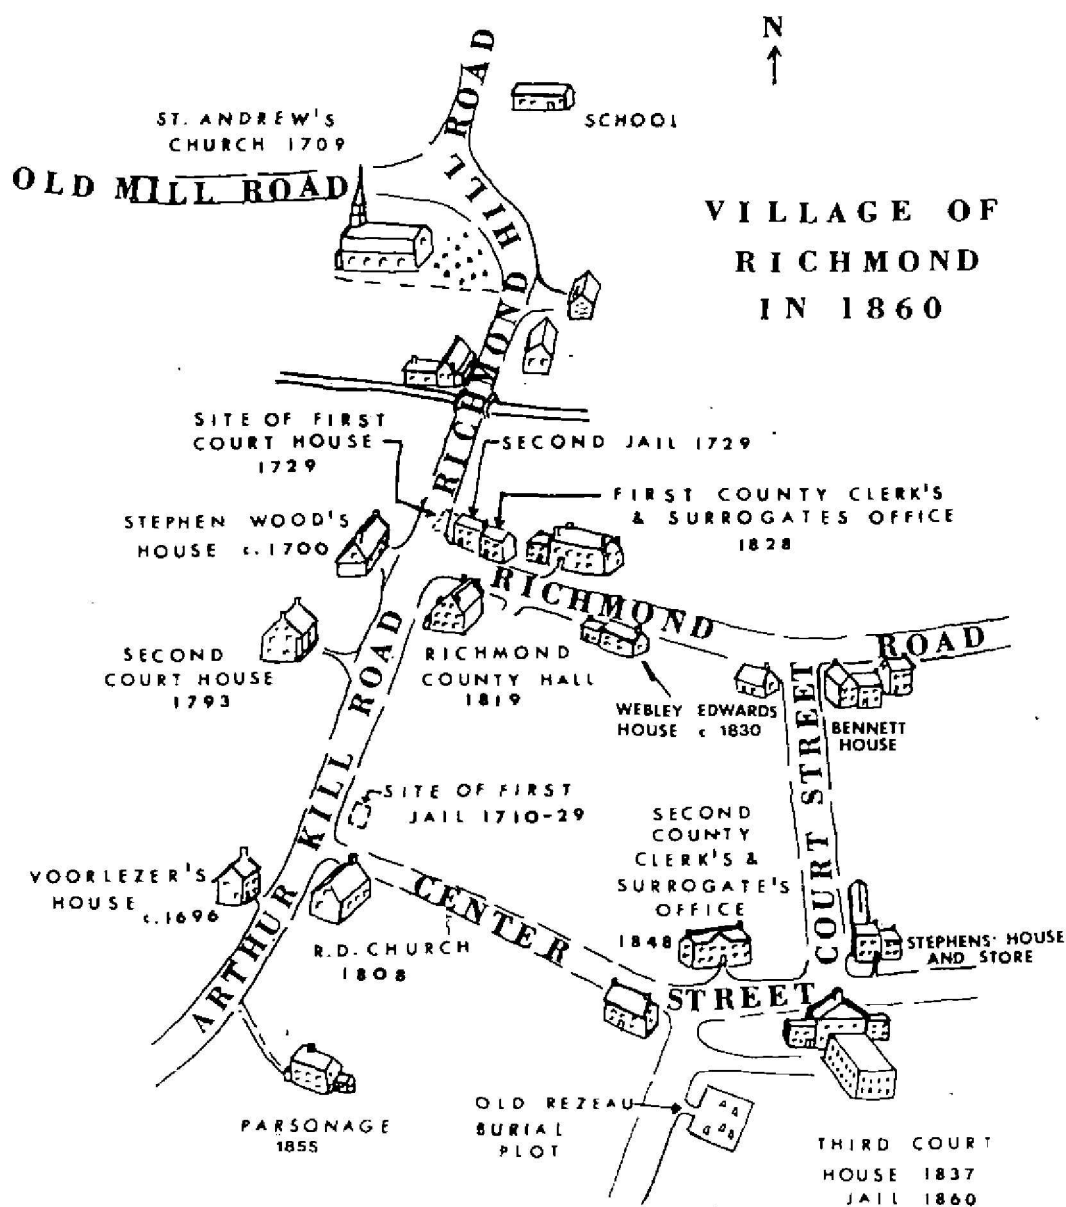 N
SCHOOL
ST. ANDREW'S
CHURCH 1709
OLD MILL ROAD
RICHMOND
HILL
ROAD
VILLAGE OF
RICHMOND
IN 1860
SITE OF FIRST
COURT HOUSE
1729
SECOND JAIL 1729
FIRST COUNTY CLERK'S
& SURROGATES OFFICE
1828
STEPHEN WOOD'S
HOUSE c.1700
RICHMOND ROAD
SECOND
COURT HOUSE
1793
RICHMOND
COUNTY HALL
1819
WEBLEY EDWARDS
HOUSE c 1830
BENNETT
HOUSE
COURT STREET
ARTHUR KILL ROAD
SITE OF FIRST
JAIL 1710-29
SECOND
COUNTY
CLERK'S &
SURROGATE'S
OFFICE
1848
VOORLEZER'S
HOUSE
c.1696
R.D. CHURCH
1808
CENTER STREET
STEPHENS' HOUSE
AND STORE
PARSONAGE
1855
OLD REZEAU
BURIAL
PLOT
THIRD COURT
HOUSE 1837
JAIL 1860